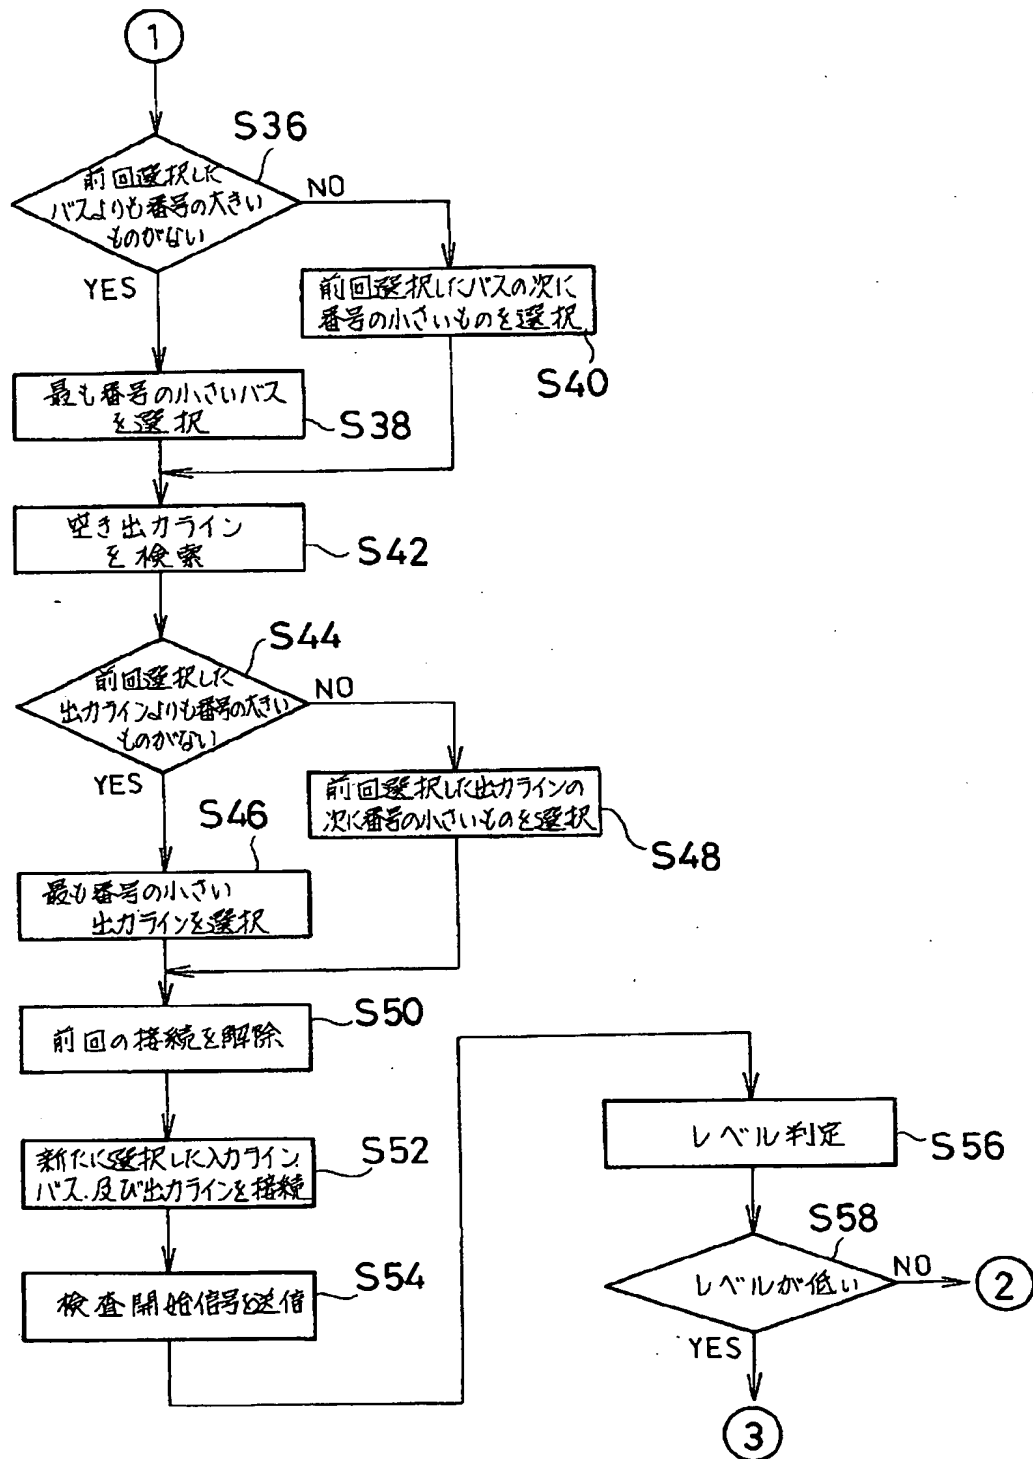 1
S36
前回選択した
バスよりも番号の大きい
ものがない
NO
YES
前回選択したバスの次に
番号の小さいものを選択
S40
最も番号の小さいバス
を選択
S38
空き出力ライン
を検索
S42
S44
前回選択した
出力ラインよりも番号の大きい
ものがない
NO
YES
前回選択した出力ラインの
次に番号の小さいものを選択
S48
S46
最も番号の小さい
出力ラインを選択
S50
前回の接続を解除
新たに選択した入力ライン、
バス、及び出力ラインを接続
S52
検査開始信号を送信
S54
レベル判定
S56
S58
レベルが低い
NO
2
YES
3